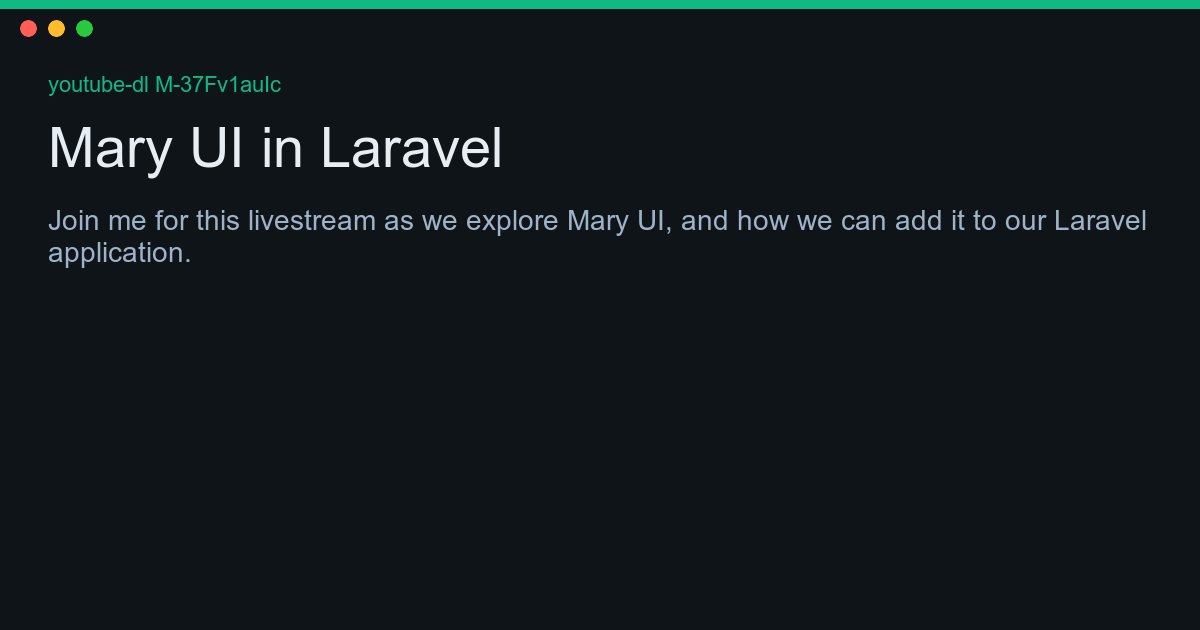 youtube-dl M-37Fv1auIc
Mary UI in Laravel
Join me for this livestream as we explore Mary UI, and how we can add it to our Laravel
application.